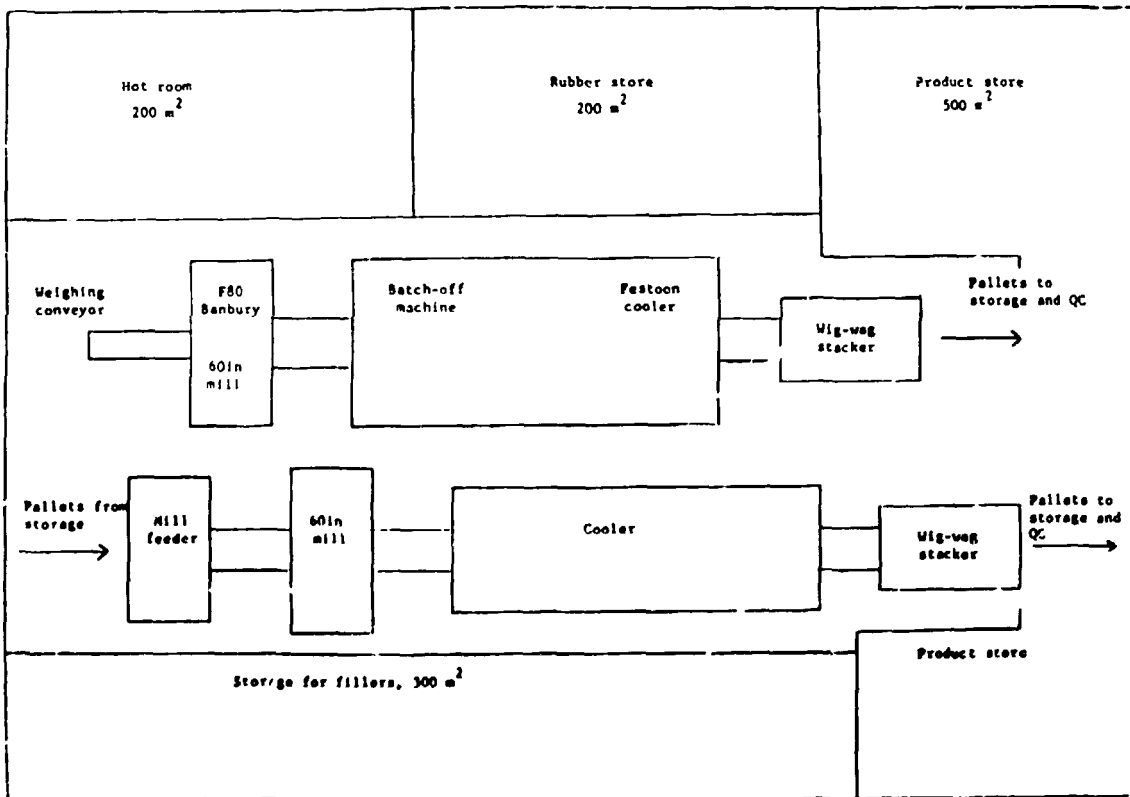 Hot room
200 m²
Rubber store
200 m²
Product store
500 m²
Weighing
conveyor
F80
Banbury
60in
mill
Batch-off
machine
Festoon
cooler
Wig-wag
stacker
Pallets to
storage and QC
Pallets from
storage
Mill
feeder
60in
mill
Cooler
Wig-wag
stacker
Pallets to
storage and
QC
Product store
Storage for fillers, 300 m²